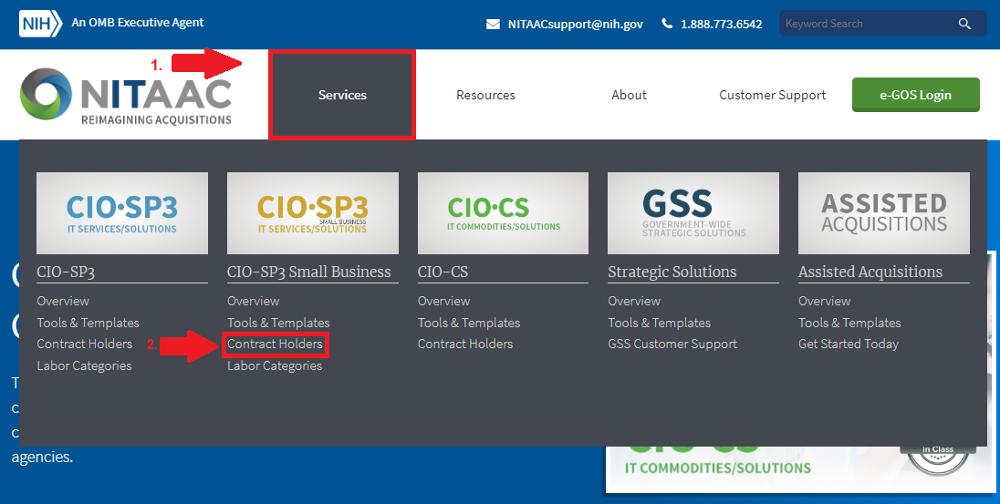 NIH
An OMB Executive Agent
NITAACsupport@nih.gov
1.888.773.6542
Keyword Search
1.
NITAAC
REIMAGINING ACQUISITIONS
Services
Resources
About
Customer Support
e-GOS Login
CIO·SP3
IT SERVICES/SOLUTIONS
CIO-SP3
Overview
Tools & Templates
Contract Holders
Labor Categories
CIO·SP3
SMALL BUSINESS
IT SERVICES/SOLUTIONS
CIO-SP3 Small Business
Overview
Tools & Templates
2.
Contract Holders
Labor Categories
CIO·CS
IT COMMODITIES/SOLUTIONS
CIO-CS
Overview
Tools & Templates
Contract Holders
GSS
GOVERNMENT-WIDE
STRATEGIC SOLUTIONS
Strategic Solutions
Overview
Tools & Templates
GSS Customer Support
ASSISTED
ACQUISITIONS
Assisted Acquisitions
Overview
Tools & Templates
Get Started Today
agencies.
CIO·CS
IT COMMODITIES/SOLUTIONS
in Class